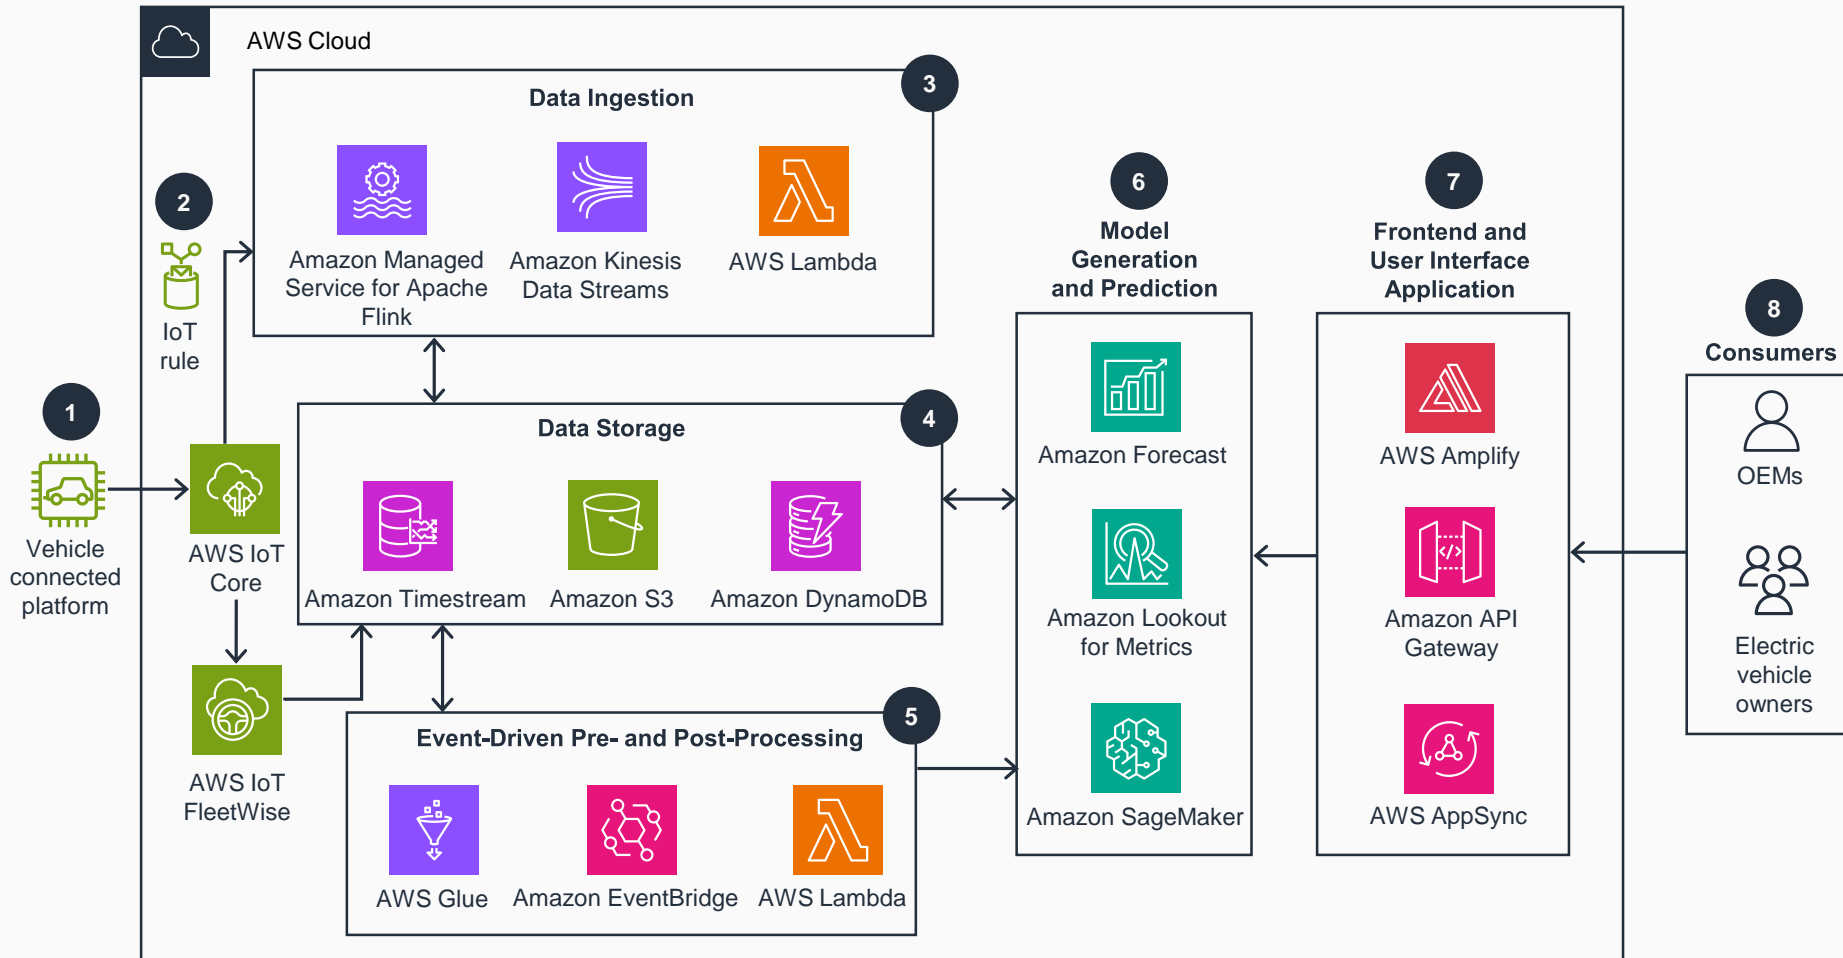 AWS Cloud
3
Data Ingestion
Amazon Managed
Service for Apache
Flink
Amazon Kinesis
Data Streams
AWS Lambda
2
IoT
rule
1
Vehicle
connected
platform
AWS IoT
Core
AWS IoT
FleetWise
4
Data Storage
Amazon Timestream
Amazon S3
Amazon DynamoDB
5
Event-Driven Pre- and Post-Processing
AWS Glue
Amazon EventBridge
AWS Lambda
6
Model
Generation
and Prediction
Amazon Forecast
Amazon Lookout
for Metrics
Amazon SageMaker
7
Frontend and
User Interface
Application
AWS Amplify
</>
Amazon API
Gateway
AWS AppSync
8
Consumers
OEMs
Electric
vehicle
owners